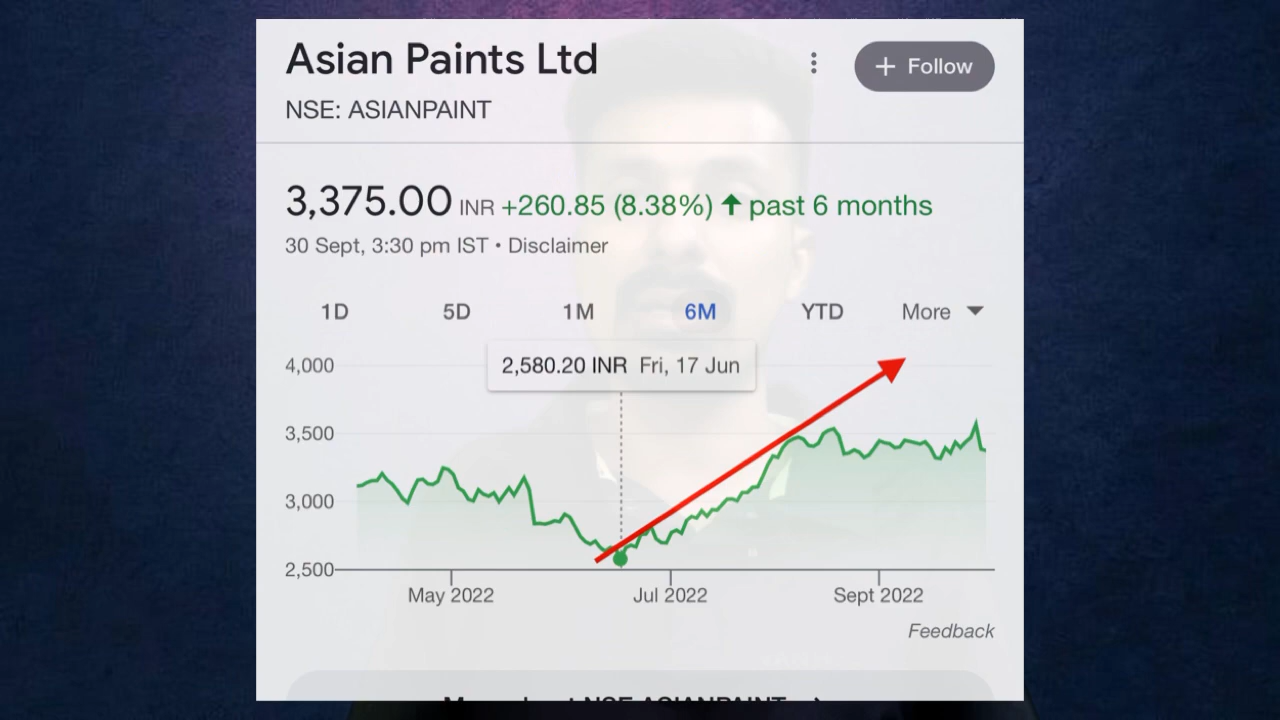 Asian Paints Ltd
+ Follow
NSE: ASIANPAINT
3,375.00 INR +260.85 (8.38%) ↑ past 6 months
30 Sept, 3:30 pm IST • Disclaimer
1D 5D 1M 6M YTD More
2,580.20 INR Fri, 17 Jun
4,000
3,500
3,000
2,500
May 2022 Jul 2022 Sept 2022
Feedback
NSE:ASIANPAINT